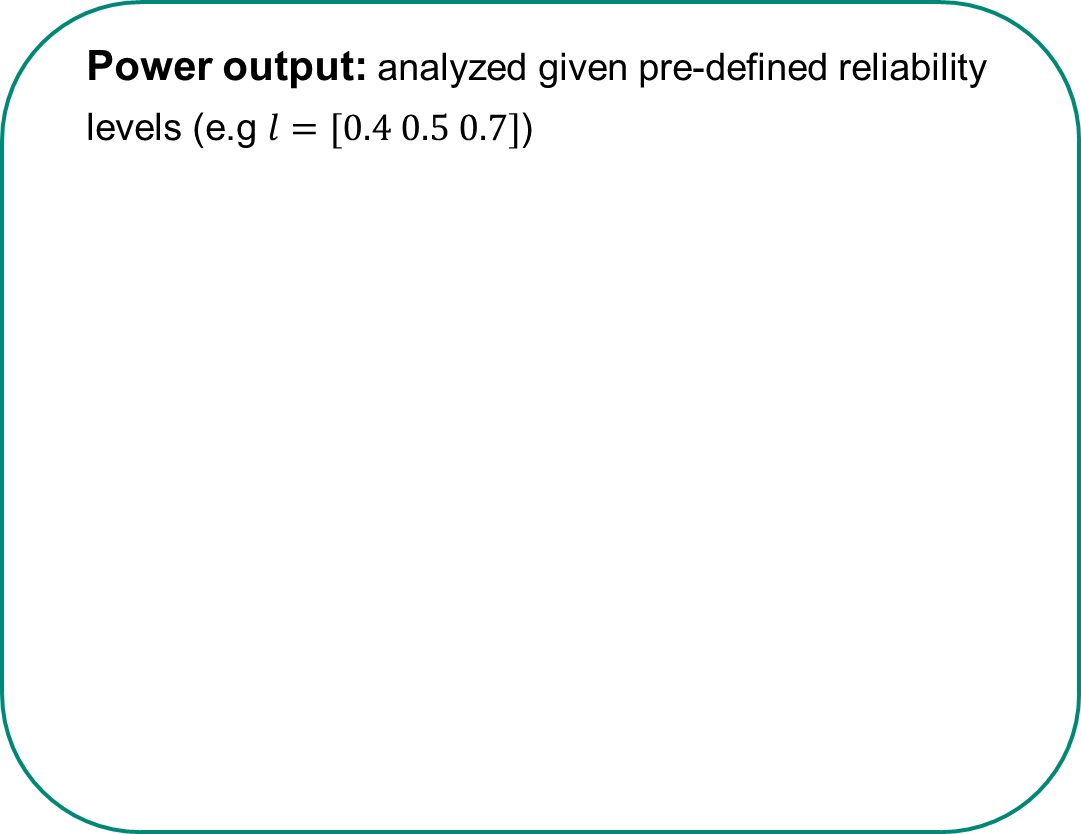 Power output: analyzed given pre-defined reliability
levels (e.g 𝑙 = [0.4 0.5 0.7])